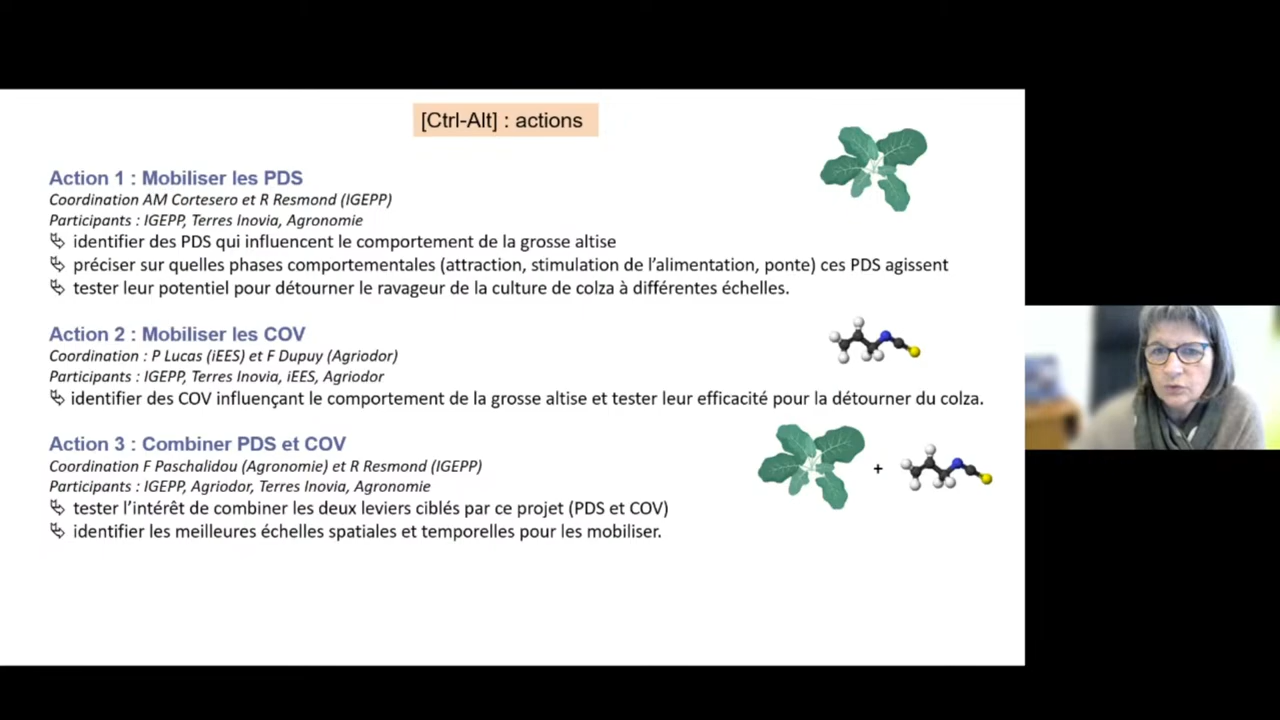 [Ctrl-Alt] : actions
Action 1 : Mobiliser les PDS
Coordination AM Cortesero et R Resmond (IGEPP)
Participants : IGEPP, Terres Inovia, Agronomie
identifier des PDS qui influencent le comportement de la grosse altise
préciser sur quelles phases comportementales (attraction, stimulation de l’alimentation, ponte) ces PDS agissent
tester leur potentiel pour détourner le ravageur de la culture de colza à différentes échelles.
Action 2 : Mobiliser les COV
Coordination : P Lucas (iEES) et F Dupuy (Agriodor)
Participants : IGEPP, Terres Inovia, iEES, Agriodor
identifier des COV influençant le comportement de la grosse altise et tester leur efficacité pour la détourner du colza.
Action 3 : Combiner PDS et COV
Coordination F Paschalidou (Agronomie) et R Resmond (IGEPP)
Participants : IGEPP, Agriodor, Terres Inovia, Agronomie
+
tester l’intérêt de combiner les deux leviers ciblés par ce projet (PDS et COV)
identifier les meilleures échelles spatiales et temporelles pour les mobiliser.